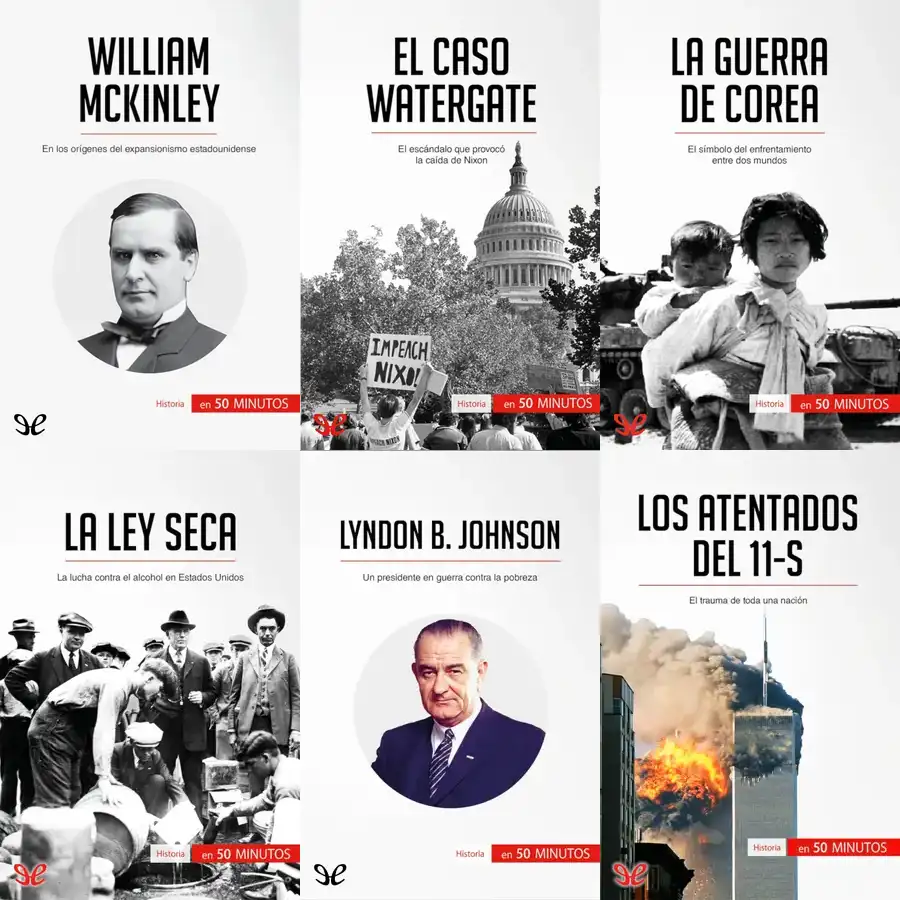 WILLIAM
MCKINLEY
En los orígenes del expansionismo estadounidense
Historia
en 50 MINUTOS
EL CASO
WATERGATE
El escándalo que provocó
la caída de Nixon
IMPEACH
NIXO!
IMPEACH NIXON
Historia
en 50 MINUTOS
LA GUERRA
DE COREA
El símbolo del enfrentamiento
entre dos mundos
Historia
en 50 MINUTOS
LA LEY SECA
La lucha contra el alcohol en Estados Unidos
Historia
en 50 MINUTOS
LYNDON B. JOHNSON
Un presidente en guerra contra la pobreza
Historia
en 50 MINUTOS
LOS ATENTADOS
DEL 11-S
El trauma de toda una nación
Historia
en 50 MINUTOS